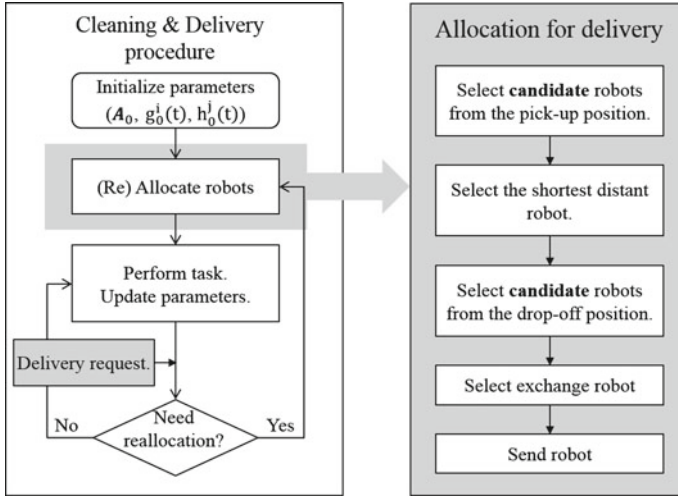 Cleaning & Delivery
procedure
Initialize parameters
(A₀, g₀ⁱ(t), h₀ʲ(t))
(Re) Allocate robots
Perform task.
Update parameters.
Delivery request.
No
Need
reallocation?
Yes
Allocation for delivery
Select candidate robots
from the pick-up position.
Select the shortest distant
robot.
Select candidate robots
from the drop-off position.
Select exchange robot
Send robot